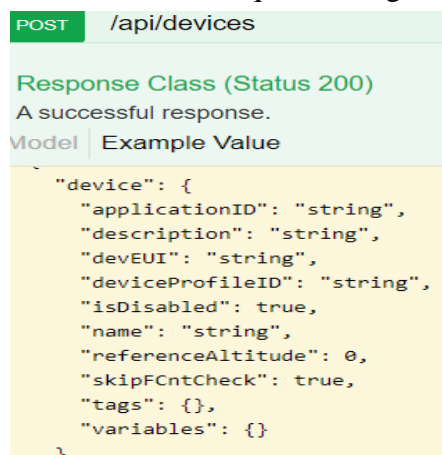 POST /api/devices
Response Class (Status 200)
A successful response.
Model Example Value
{
"device": {
"applicationID": "string",
"description": "string",
"devEUI": "string",
"deviceProfileID": "string",
"isDisabled": true,
"name": "string",
"referenceAltitude": 0,
"skipFCntCheck": true,
"tags": {},
"variables": {}
}